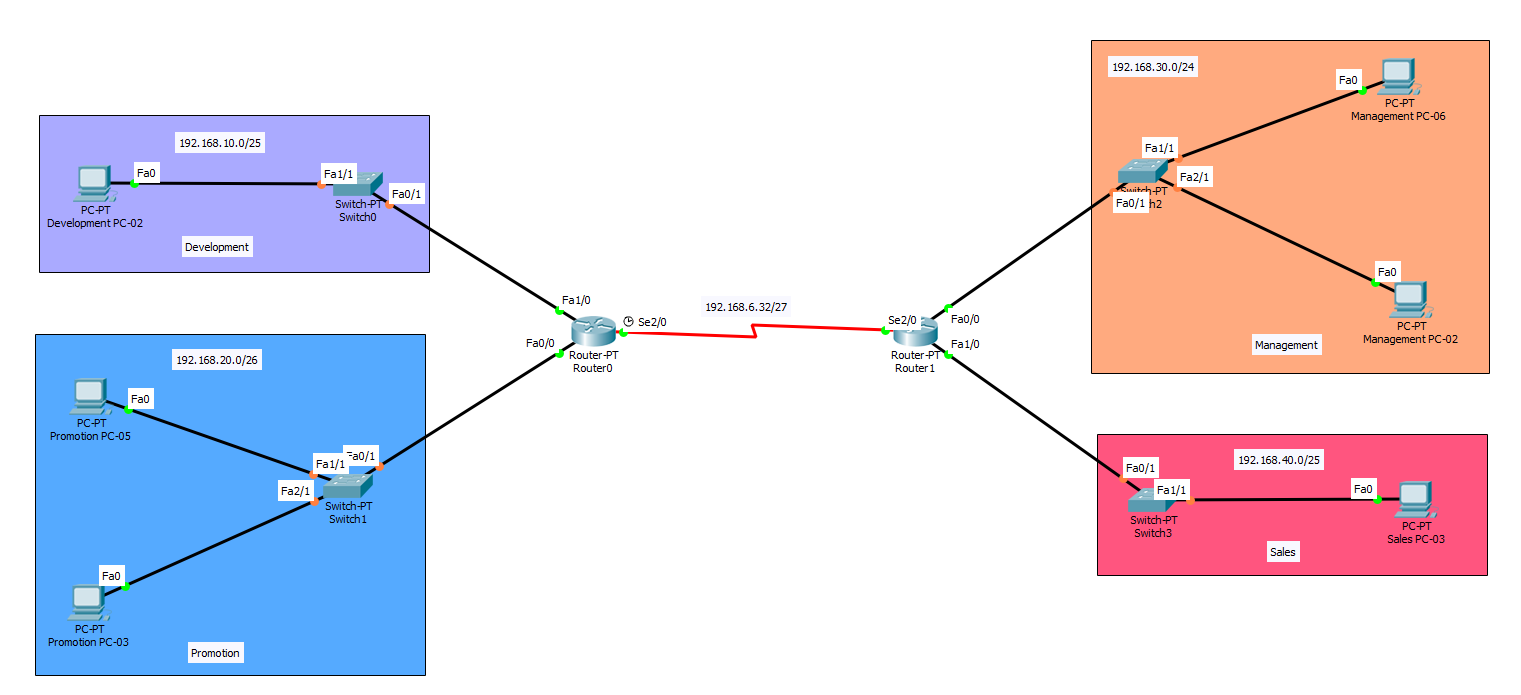 192.168.10.0/25
Fa0
PC-PT
Development PC-02
Fa1/1
Fa0/1
Switch-PT
Switch0
Development
192.168.20.0/26
Fa0
PC-PT
Promotion PC-05
Fa0/1
Fa1/1
Fa2/1
Switch-PT
Switch1
Fa0
PC-PT
Promotion PC-03
Promotion
Fa1/0
Fa0/0
Se2/0
Router-PT
Router0
192.168.6.32/27
Se2/0
Fa0/0
Fa1/0
Router-PT
Router1
192.168.30.0/24
Fa0
PC-PT
Management PC-06
Fa1/1
Fa2/1
Switch-PT
Fa0/1
Fa0
PC-PT
Management PC-02
Management
192.168.40.0/25
Fa0/1
Fa1/1
Switch-PT
Switch3
Fa0
PC-PT
Sales PC-03
Sales